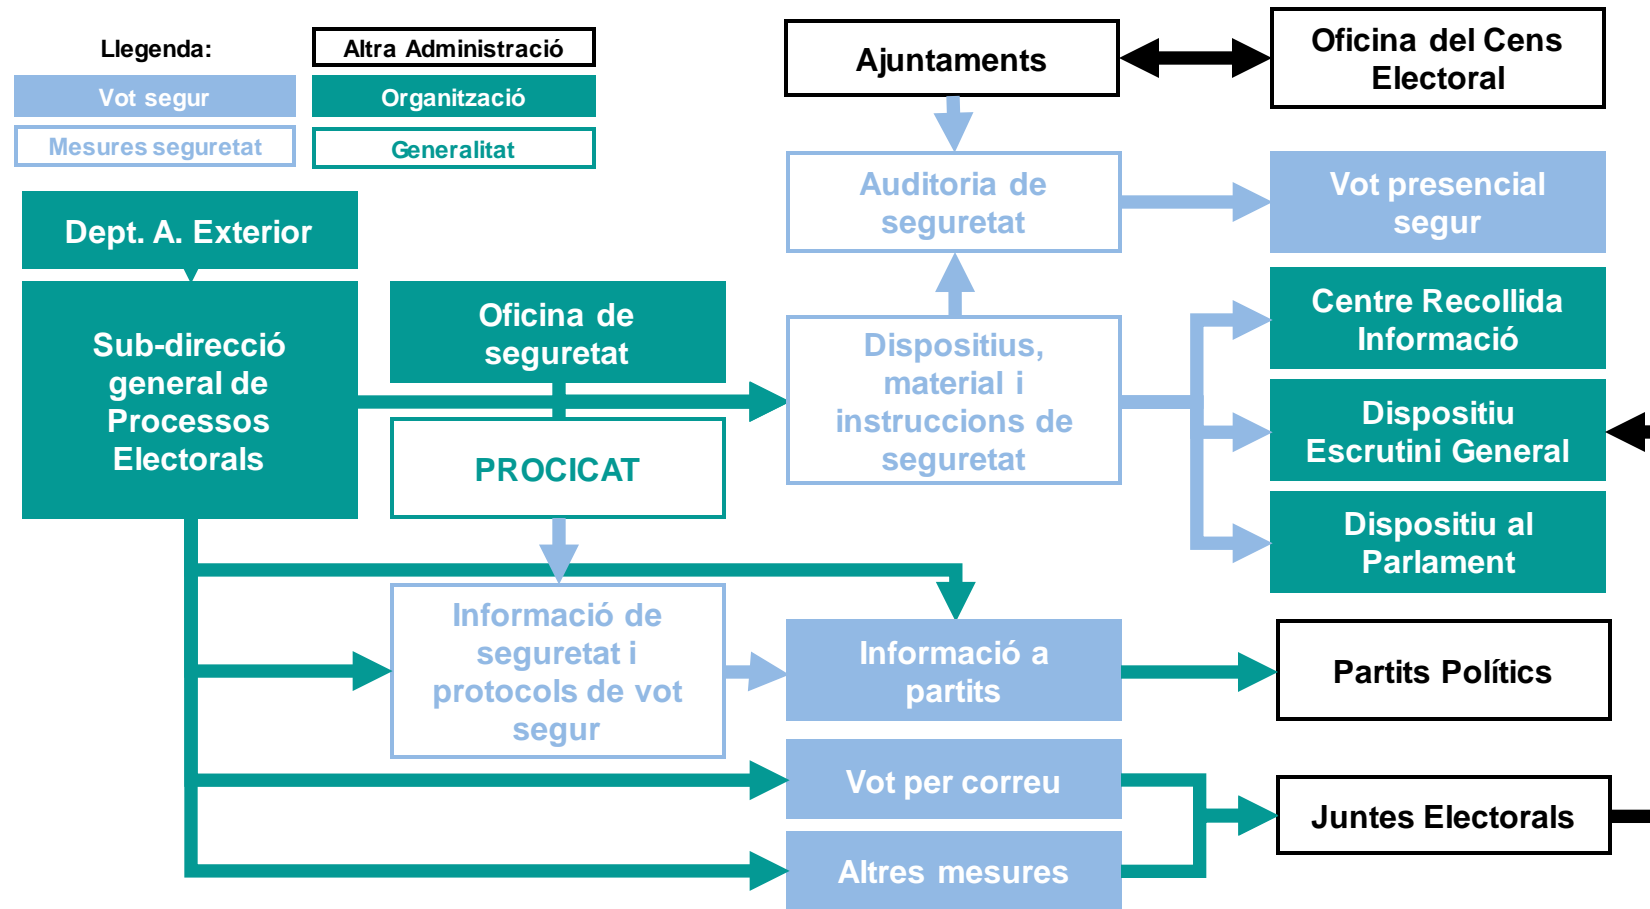 Llegenda:
Altra Administració
Vot segur
Organització
Mesures seguretat
Generalitat
Ajuntaments
Oficina del Cens
Electoral
Auditoria de
seguretat
Vot presencial
segur
Dept. A. Exterior
Sub-direcció
general de
Processos
Electorals
Oficina de
seguretat
PROCICAT
Dispositius,
material i
instruccions de
seguretat
Centre Recollida
Informació
Dispositiu
Escrutini General
Dispositiu al
Parlament
Informació de
seguretat i
protocols de vot
segur
Informació a
partits
Partits Polítics
Vot per correu
Altres mesures
Juntes Electorals